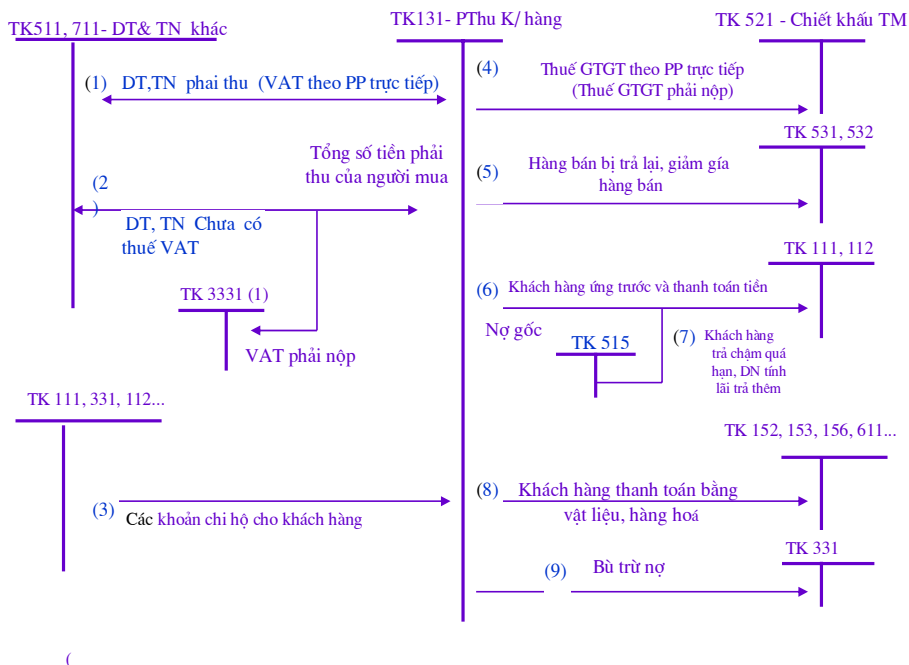 TK511, 711- DT& TN khác
TK131- PThu K/ hàng
TK 521 - Chiết khấu TM
(1) DT,TN phai thu (VAT theo PP trực tiếp)
(4) Thuế GTGT theo PP trực tiếp
(Thuế GTGT phải nộp)
TK 531, 532
Tổng số tiền phải
thu của người mua
(5) Hàng bán bị trả lại, giảm gía
hàng bán
(2
)
DT, TN Chưa có
thuế VAT
TK 111, 112
TK 3331 (1)
(6) Khách hàng ứng trước và thanh toán tiền
Nợ gốc
VAT phải nộp
TK 515
(7) Khách hàng
trả chậm quá
hạn, DN tính
lãi trả thêm
TK 111, 331, 112...
TK 152, 153, 156, 611...
(3) Các khoản chi hộ cho khách hàng
(8) Khách hàng thanh toán bằng
vật liệu, hàng hoá
TK 331
(9) Bù trừ nợ
(